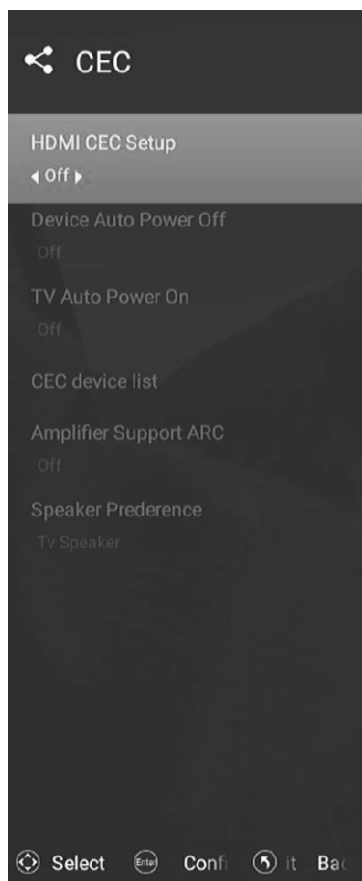 CEC
HDMI CEC Setup
Off
Device Auto Power Off
Off
TV Auto Power On
Off
CEC device list
Amplifier Support ARC
Off
Speaker Prederence
Tv Speaker
Select Enter Confi it Bac